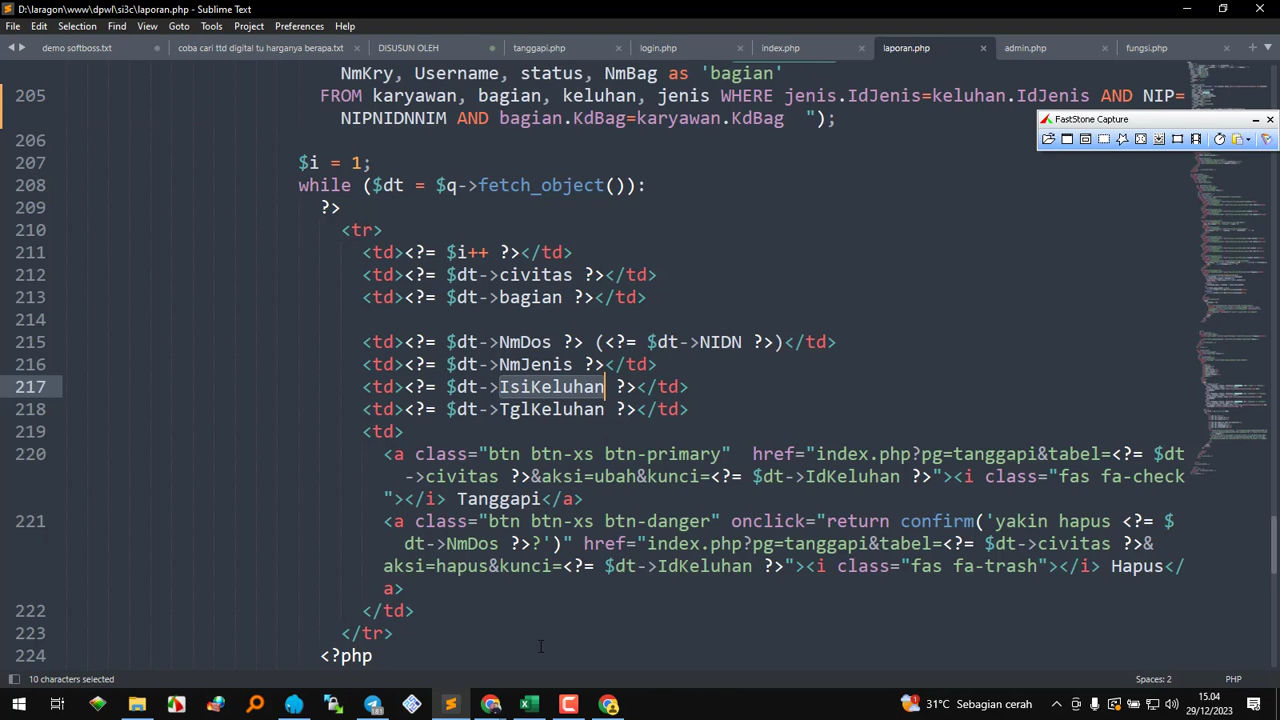 D:\laragon\www\dpwl\si3c\laporan.php - Sublime Text
File Edit Selection Find View Goto Tools Project Preferences Help
demo softboss.txt coba cari ttd digital tu harganya berapa.txt DISUSUN OLEH tanggapi.php login.php index.php laporan.php admin.php fungsi.php
NmKry, Username, status, NmBag as 'bagian'
205 FROM karyawan, bagian, keluhan, jenis WHERE jenis.IdJenis=keluhan.IdJenis AND NIP=
NIPNIDNNIM AND bagian.KdBag=karyawan.KdBag ");
FastStone Capture
206
207 $i = 1;
208 while ($dt = $q->fetch_object()):
209 ?>
210 <tr>
211 <td><?= $i++ ?></td>
212 <td><?= $dt->civitas ?></td>
213 <td><?= $dt->bagian ?></td>
214
215 <td><?= $dt->NmDos ?> (<?= $dt->NIDN ?>)</td>
216 <td><?= $dt->NmJenis ?></td>
217 <td><?= $dt->IsiKeluhan ?></td>
218 <td><?= $dt->TglKeluhan ?></td>
219 <td>
220 <a class="btn btn-xs btn-primary"  href="index.php?pg=tanggapi&tabel=<?= $dt
->civitas ?>&aksi=ubah&kunci=<?= $dt->IdKeluhan ?>"><i class="fas fa-check
"></i> Tanggapi</a>
221 <a class="btn btn-xs btn-danger" onclick="return confirm('yakin hapus <?= $
dt->NmDos ?>?')" href="index.php?pg=tanggapi&tabel=<?= $dt->civitas ?>&
aksi=hapus&kunci=<?= $dt->IdKeluhan ?>"><i class="fas fa-trash"></i> Hapus</
a>
222 </td>
223 </tr>
224 <?php
10 characters selected Spaces: 2 PHP
31°C Sebagian cerah 15.04
29/12/2023